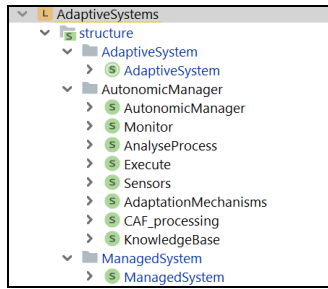 L AdaptiveSystems
S structure
AdaptiveSystem
S AdaptiveSystem
AutonomicManager
S AutonomicManager
S Monitor
S AnalyseProcess
S Execute
S Sensors
S AdaptationMechanisms
S CAF_processing
S KnowledgeBase
ManagedSystem
S ManagedSystem